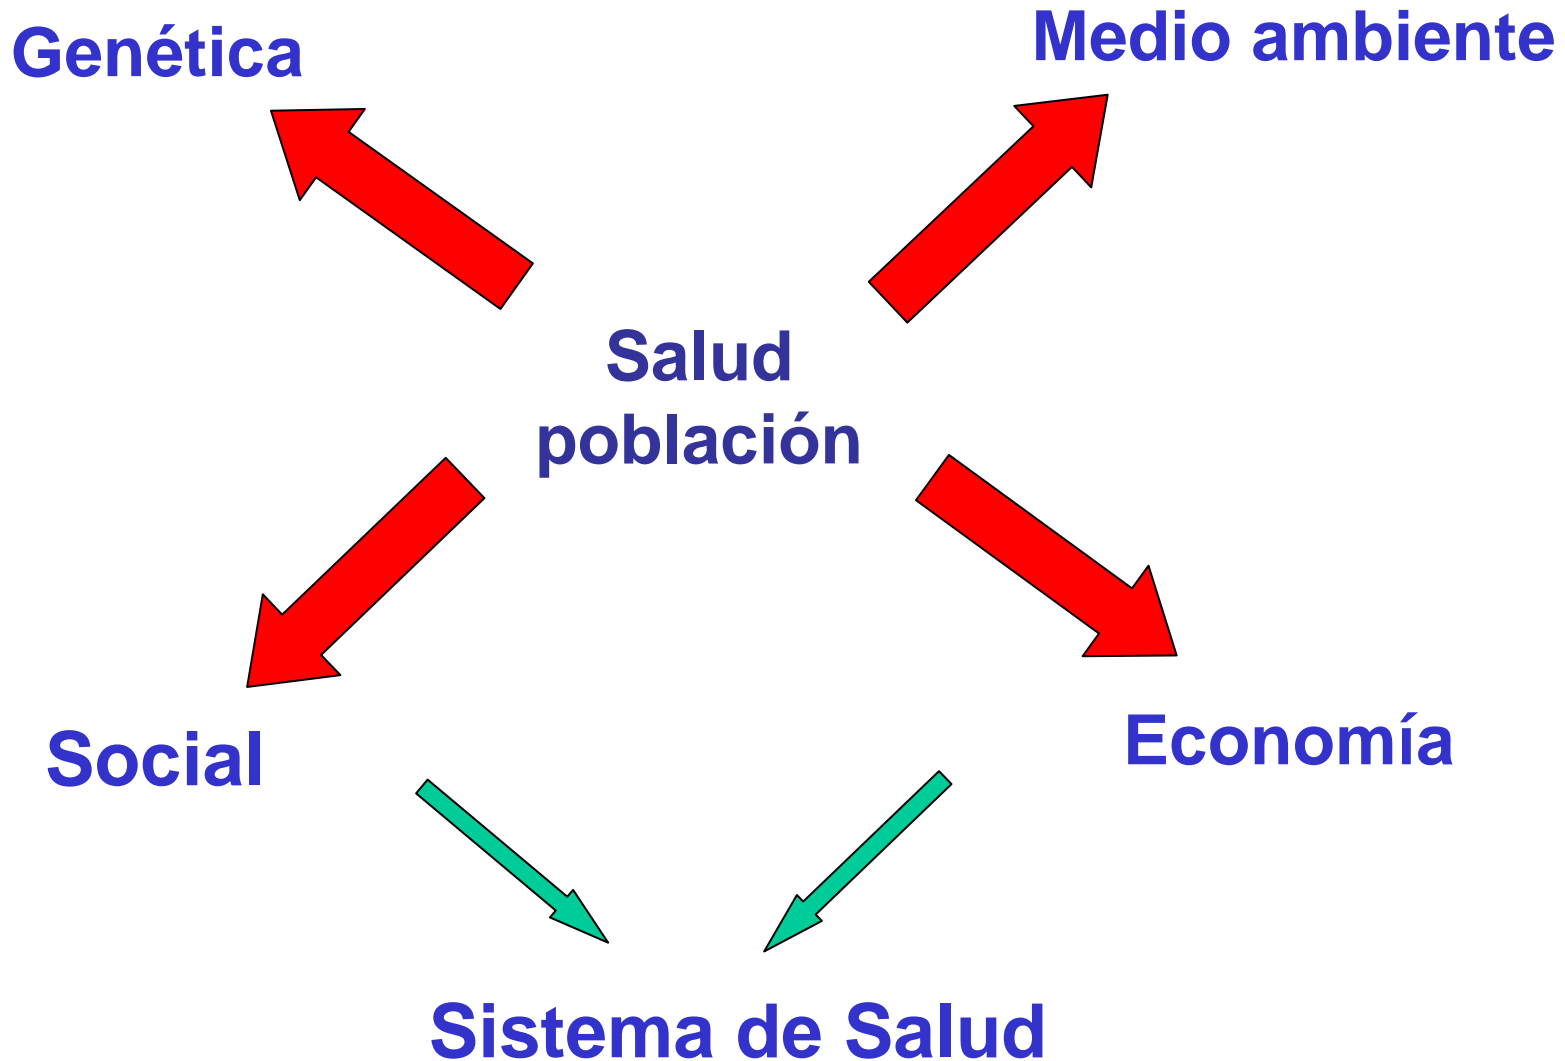 Genética
Medio ambiente
Salud
población
Social
Economía
Sistema de Salud